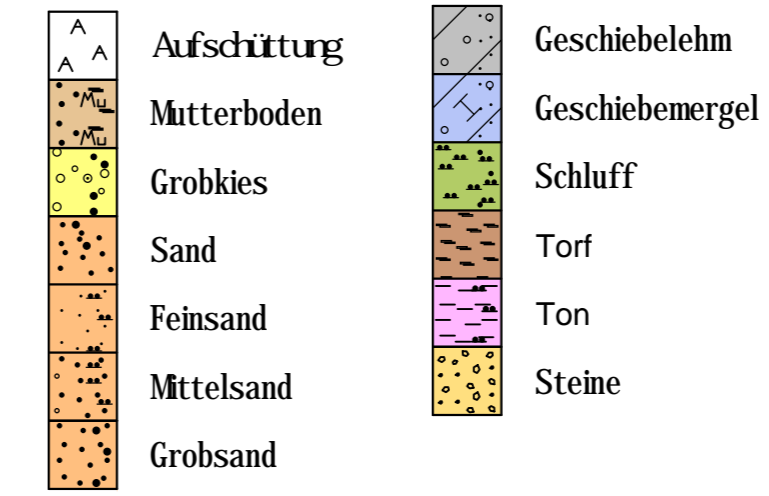 Aufschüttung
Mutterboden
Grobkies
Sand
Feinsand
Mittelsand
Grobsand
Geschiebelehm
Geschiebemergel
Schluff
Torf
Ton
Steine